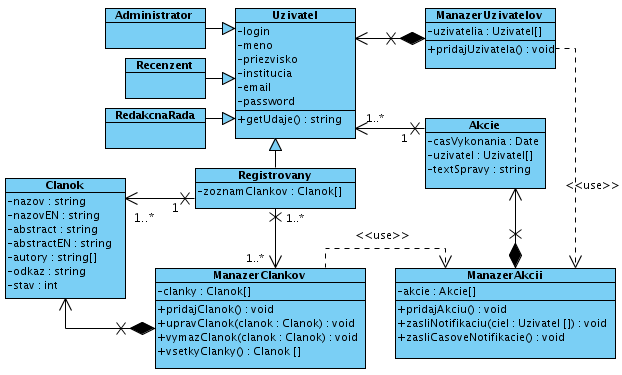 Administrator
Recenzent
RedakcnaRada
Uzivatel
-login
-meno
-priezvisko
-institucia
-email
-password
+getUdaje() : string
ManazerUzivatelov
-uzivatelia : Uzivatel[]
+pridajUzivatela() : void
1..*
1
Akcie
-casVykonania : Date
-uzivatel : Uzivatel[]
-textSpravy : string
<<use>>
Registrovany
-zoznamClankov : Clanok[]
1
1..*
1..*
1..*
Clanok
-nazov : string
-nazovEN : string
-abstract : string
-abstractEN : string
-autory : string[]
-odkaz : string
-stav : int
<<use>>
ManazerClankov
-clanky : Clanok[]
+pridajClanok() : void
+upravClanok(clanok : Clanok) : void
+vymazClanok(clanok : Clanok) : void
+vsetkyClanky() : Clanok []
ManazerAkcii
-akcie : Akcie[]
+pridajAkciu() : void
+zasliNotifikaciu(ciel : Uzivatel []) : void
+zasliCasoveNotifikacie() : void